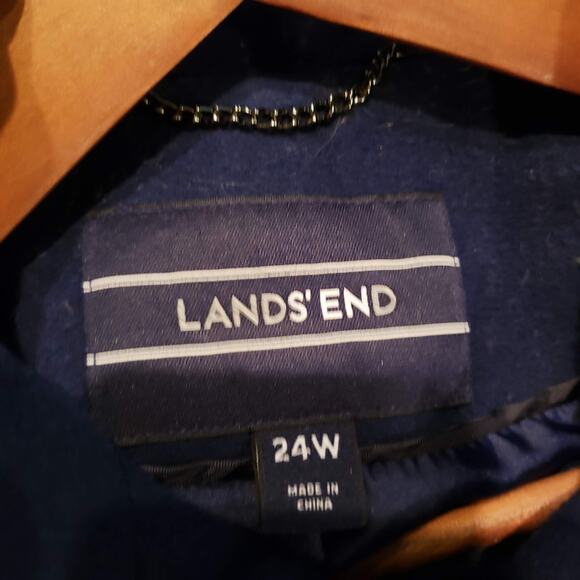 LANDS' END
24W
MADE IN
CHINA